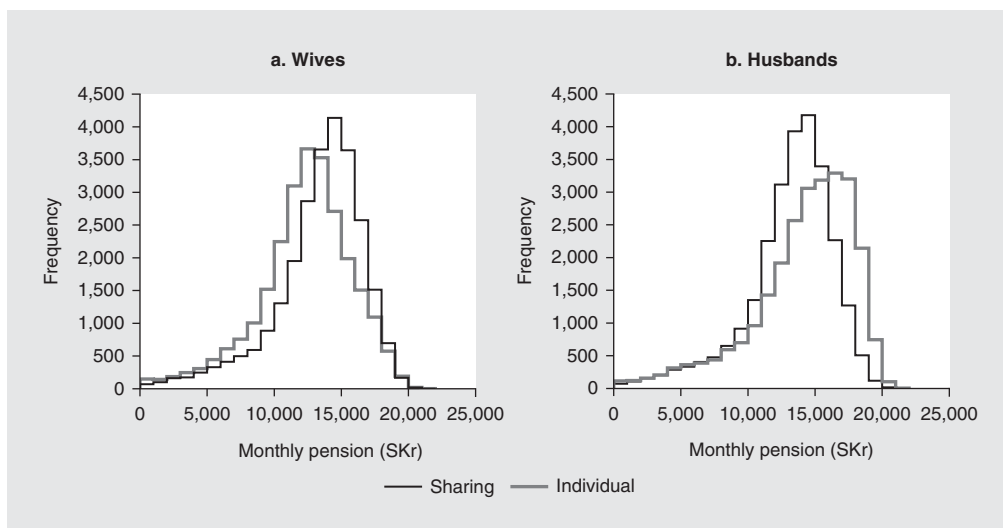 a. Wives
4,500
4,000
3,500
3,000
2,500
2,000
1,500
1,000
500
0
Frequency
0 5,000 10,000 15,000 20,000 25,000
Monthly pension (SKr)
b. Husbands
4,500
4,000
3,500
3,000
2,500
2,000
1,500
1,000
500
0
Frequency
0 5,000 10,000 15,000 20,000 25,000
Monthly pension (SKr)
Sharing Individual